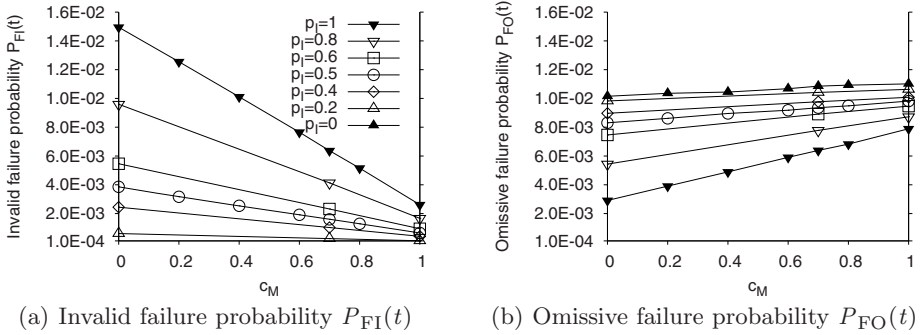 Invalid failure probability P_FI(t)
1.6E-02
1.4E-02
1.2E-02
1.0E-02
8.0E-03
6.0E-03
4.0E-03
2.0E-03
1.0E-04
0 0.2 0.4 0.6 0.8 1
c_M
p_I=1
p_I=0.8
p_I=0.6
p_I=0.5
p_I=0.4
p_I=0.2
p_I=0
(a) Invalid failure probability P_FI(t)
Omissive failure probability P_FO(t)
1.6E-02
1.4E-02
1.2E-02
1.0E-02
8.0E-03
6.0E-03
4.0E-03
2.0E-03
1.0E-04
0 0.2 0.4 0.6 0.8 1
c_M
(b) Omissive failure probability P_FO(t)